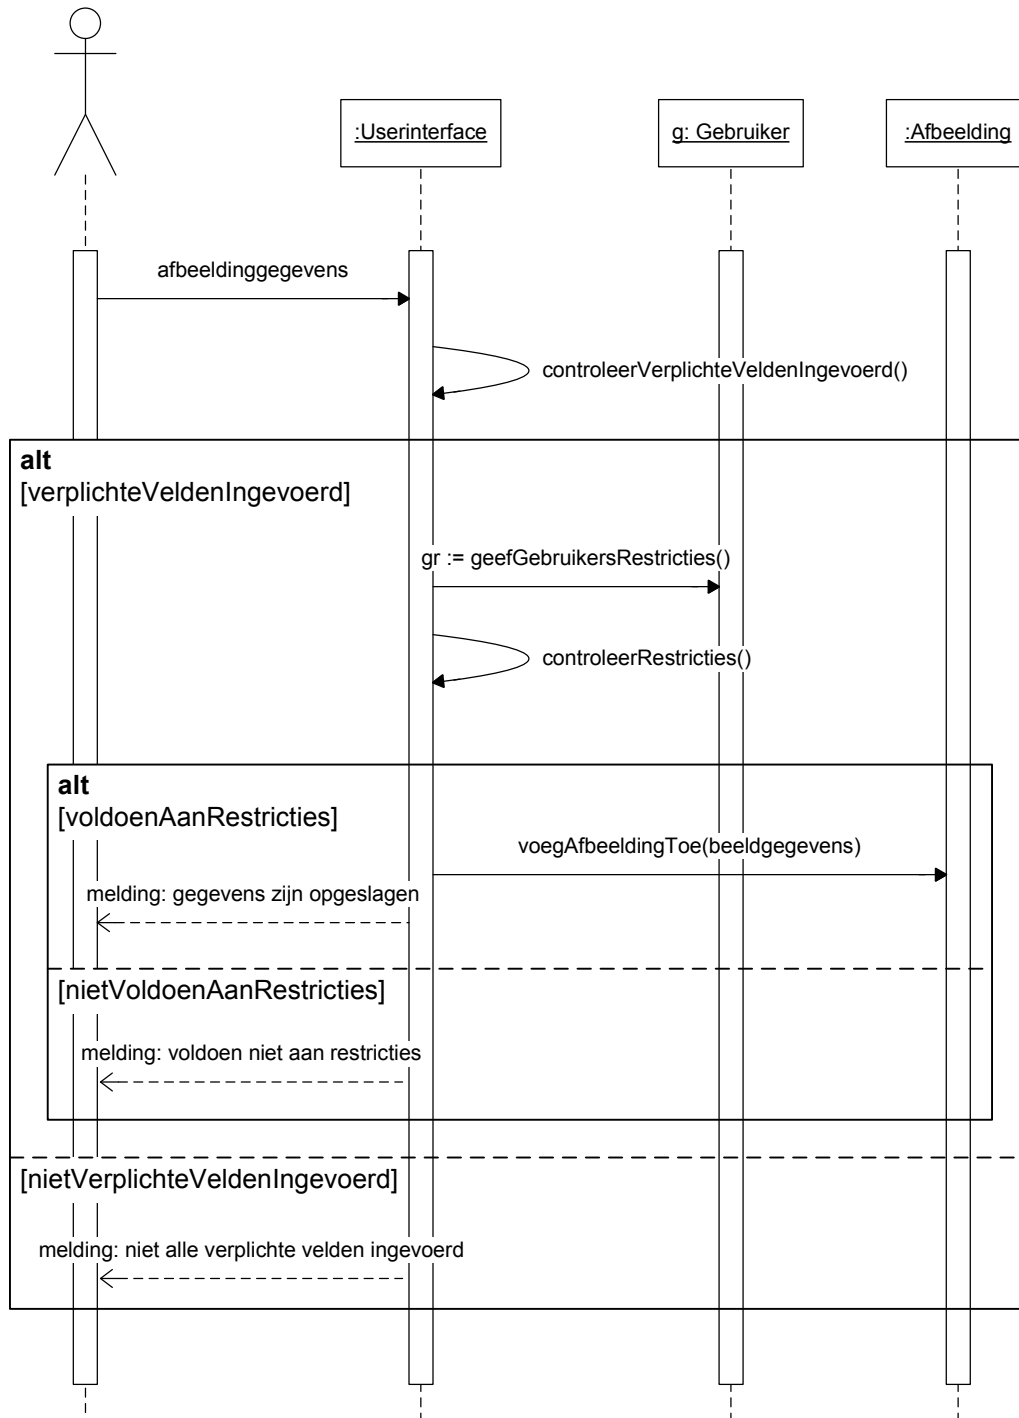 :Userinterface
g: Gebruiker
:Afbeelding
afbeeldinggegevens
controleerVerplichteVeldenIngevoerd()
alt
[verplichteVeldenIngevoerd]
gr := geefGebruikersRestricties()
controleerRestricties()
alt
[voldoenAanRestricties]
voegAfbeeldingToe(beeldgegevens)
melding: gegevens zijn opgeslagen
[nietVoldoenAanRestricties]
melding: voldoen niet aan restricties
[nietVerplichteVeldenIngevoerd]
melding: niet alle verplichte velden ingevoerd